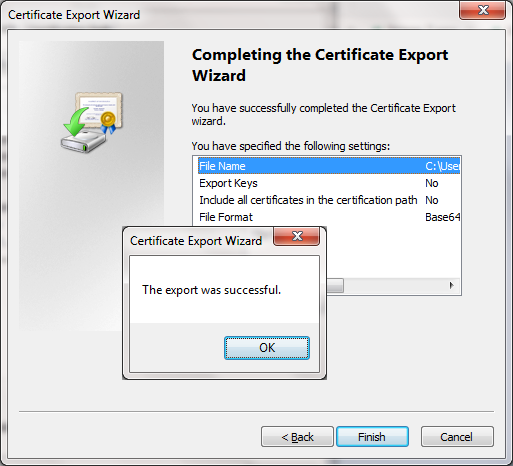 Certificate Export Wizard
Completing the Certificate Export
Wizard
You have successfully completed the Certificate Export
wizard.
You have specified the following settings:
File Name C:\User
Export Keys No
Include all certificates in the certification path No
File Format Base64
Certificate Export Wizard
The export was successful.
OK
< Back Finish Cancel